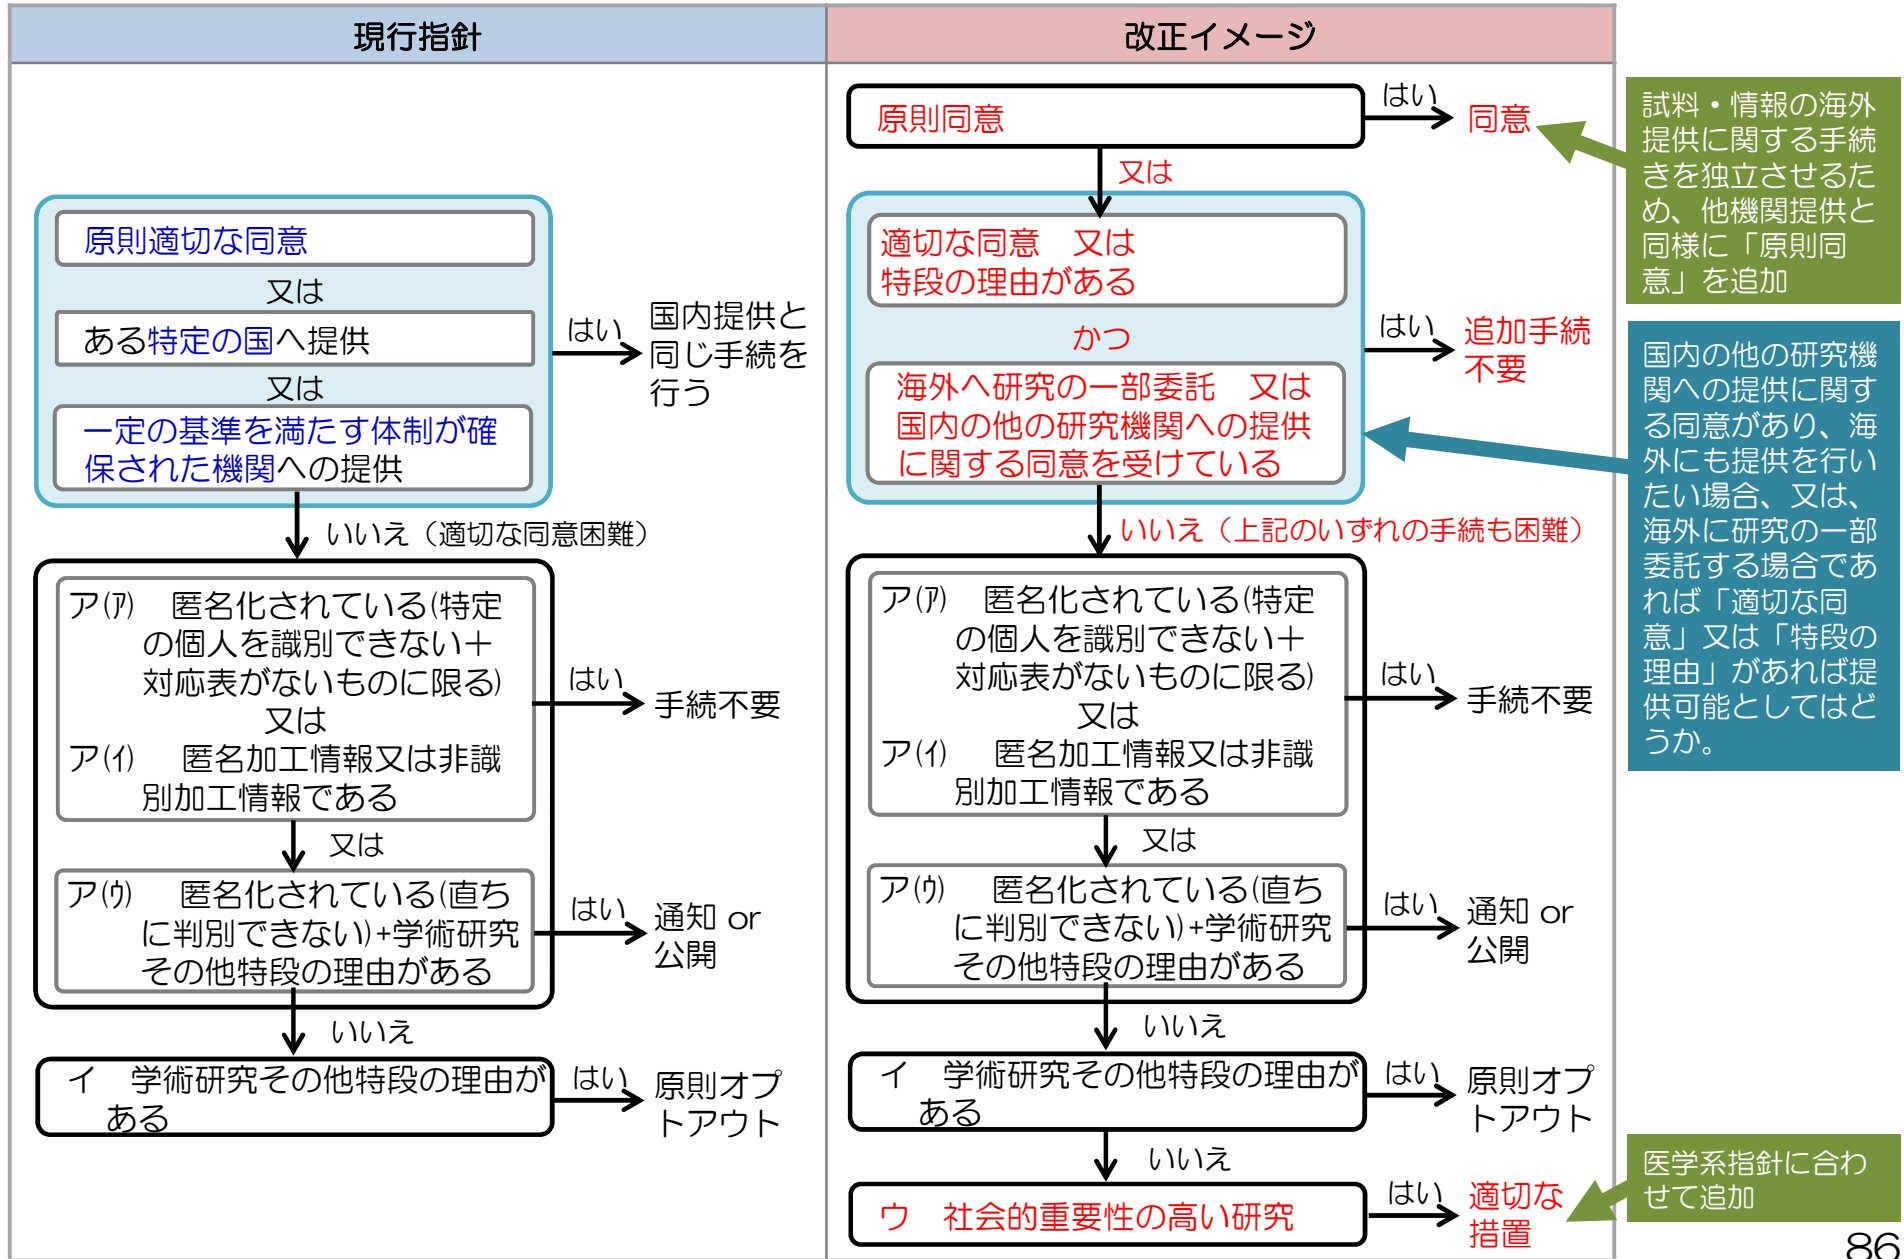 現行指針
原則適切な同意
又は
ある特定の国へ提供
又は
一定の基準を満たす体制が確
保された機関への提供
はい
国内提供と
同じ手続を
行う
いいえ（適切な同意困難）
ア(ｱ)　匿名化されている(特定
の個人を識別できない＋
対応表がないものに限る)
又は
ア(ｲ)　匿名加工情報又は非識
別加工情報である
はい
手続不要
又は
ア(ｳ)　匿名化されている(直ち
に判別できない)+学術研究
その他特段の理由がある
はい
通知 or
公開
いいえ
イ　学術研究その他特段の理由が
ある
はい
原則オプ
トアウト
改正イメージ
原則同意
はい
同意
又は
適切な同意　又は
特段の理由がある
かつ
海外へ研究の一部委託　又は
国内の他の研究機関への提供
に関する同意を受けている
はい
追加手続
不要
いいえ（上記のいずれの手続も困難）
ア(ｱ)　匿名化されている(特定
の個人を識別できない＋
対応表がないものに限る)
又は
ア(ｲ)　匿名加工情報又は非識
別加工情報である
はい
手続不要
又は
ア(ｳ)　匿名化されている(直ち
に判別できない)+学術研究
その他特段の理由がある
はい
通知 or
公開
いいえ
イ　学術研究その他特段の理由が
ある
はい
原則オプ
トアウト
いいえ
ウ　社会的重要性の高い研究
はい
適切な
措置
試料・情報の海外
提供に関する手続
きを独立させるた
め、他機関提供と
同様に「原則同
意」を追加
国内の他の研究機
関への提供に関す
る同意があり、海
外にも提供を行い
たい場合、又は、
海外に研究の一部
委託する場合であ
れば「適切な同
意」又は「特段の
理由」があれば提
供可能としてはど
うか。
医学系指針に合わ
せて追加
86